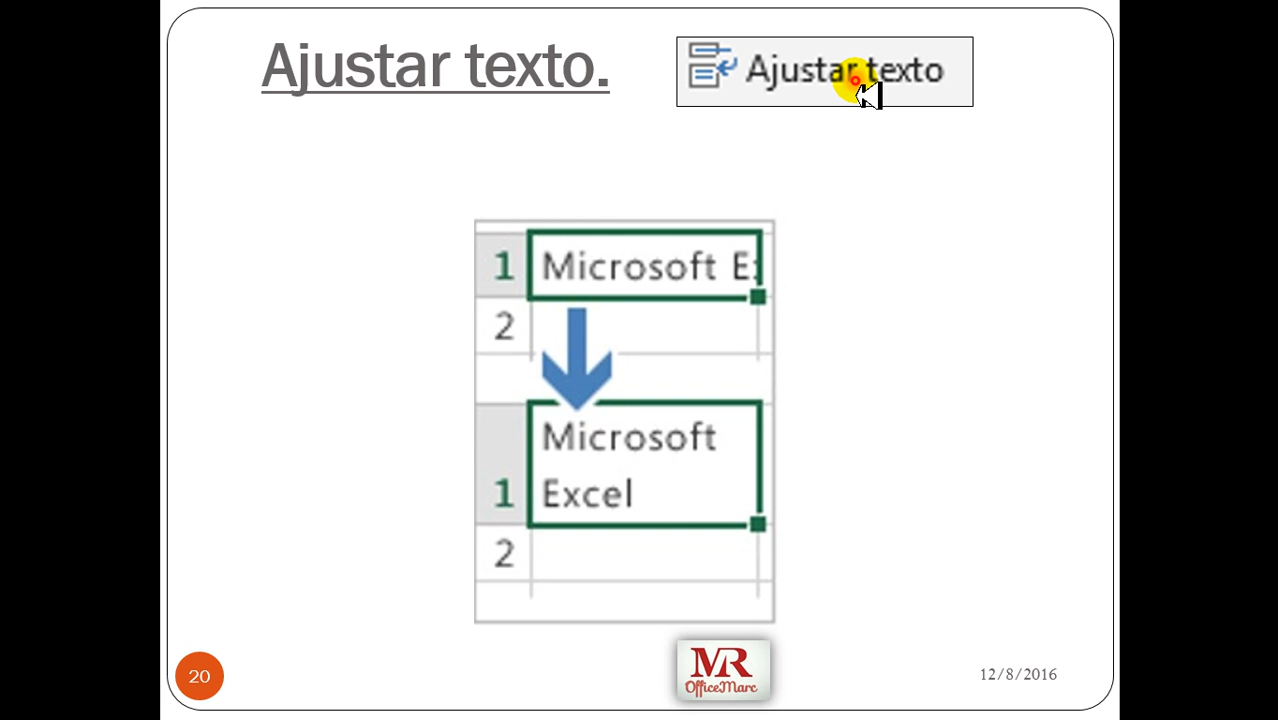 Ajustar texto.
Ajustar texto
1 Microsoft E
2
Microsoft
1 Excel
2
20
MR
OfficeMarc
12/8/2016